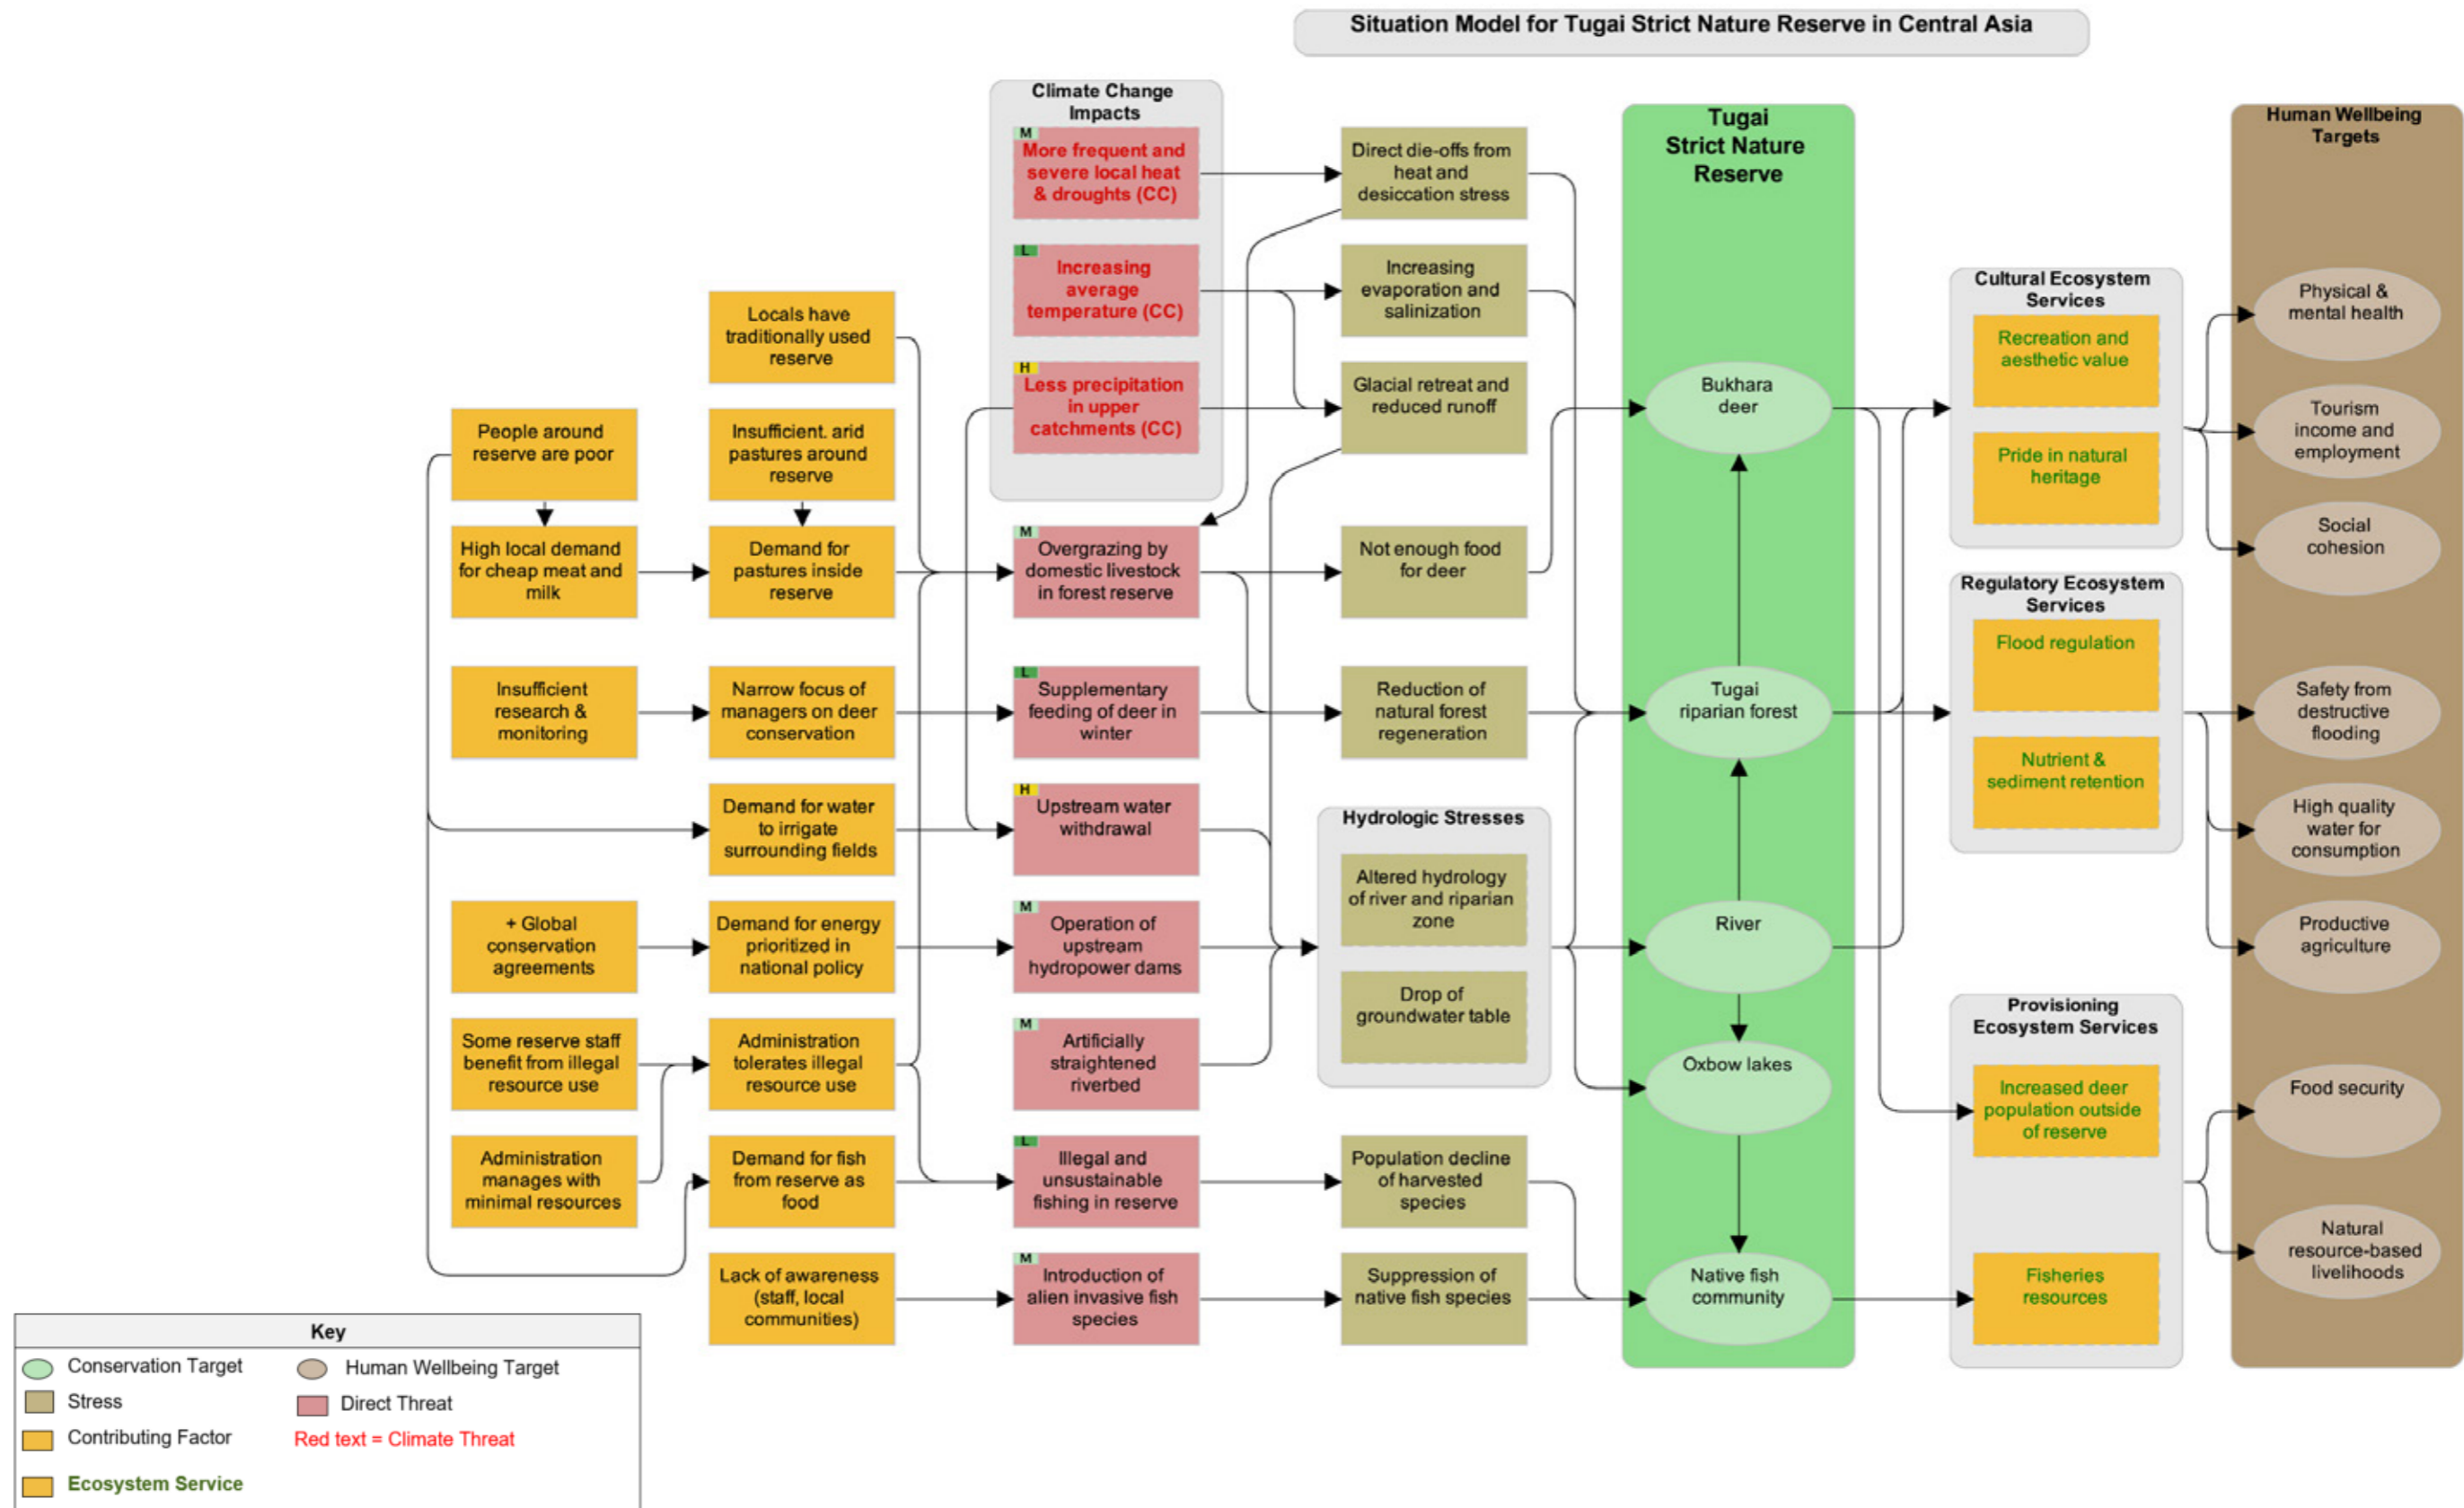 Situation Model for Tugai Strict Nature Reserve in Central Asia
Climate Change
Impacts
M
More frequent and
severe local heat
& droughts (CC)
L
Increasing
average
temperature (CC)
H
Less precipitation
in upper
catchments (CC)
Direct die-offs from
heat and
desiccation stress
Increasing
evaporation and
salinization
Glacial retreat and
reduced runoff
Tugai
Strict Nature
Reserve
Human Wellbeing
Targets
Locals have
traditionally used
reserve
People around
reserve are poor
Insufficient. arid
pastures around
reserve
High local demand
for cheap meat and
milk
Demand for
pastures inside
reserve
M
Overgrazing by
domestic livestock
in forest reserve
Not enough food
for deer
Insufficient
research &
monitoring
Narrow focus of
managers on deer
conservation
L
Supplementary
feeding of deer in
winter
Reduction of
natural forest
regeneration
Demand for water
to irrigate
surrounding fields
H
Upstream water
withdrawal
Hydrologic Stresses
Altered hydrology
of river and riparian
zone
Drop of
groundwater table
+ Global
conservation
agreements
Demand for energy
prioritized in
national policy
M
Operation of
upstream
hydropower dams
Some reserve staff
benefit from illegal
resource use
Administration
tolerates illegal
resource use
M
Artificially
straightened
riverbed
Administration
manages with
minimal resources
Demand for fish
from reserve as
food
L
Illegal and
unsustainable
fishing in reserve
Population decline
of harvested
species
Lack of awareness
(staff, local
communities)
M
Introduction of
alien invasive fish
species
Suppression of
native fish species
Bukhara
deer
Tugai
riparian forest
River
Oxbow lakes
Native fish
community
Cultural Ecosystem
Services
Recreation and
aesthetic value
Pride in natural
heritage
Regulatory Ecosystem
Services
Flood regulation
Nutrient &
sediment retention
Provisioning
Ecosystem Services
Increased deer
population outside
of reserve
Fisheries
resources
Physical &
mental health
Tourism
income and
employment
Social
cohesion
Safety from
destructive
flooding
High quality
water for
consumption
Productive
agriculture
Food security
Natural
resource-based
livelihoods
Key
Conservation Target
Human Wellbeing Target
Stress
Direct Threat
Contributing Factor
Red text = Climate Threat
Ecosystem Service